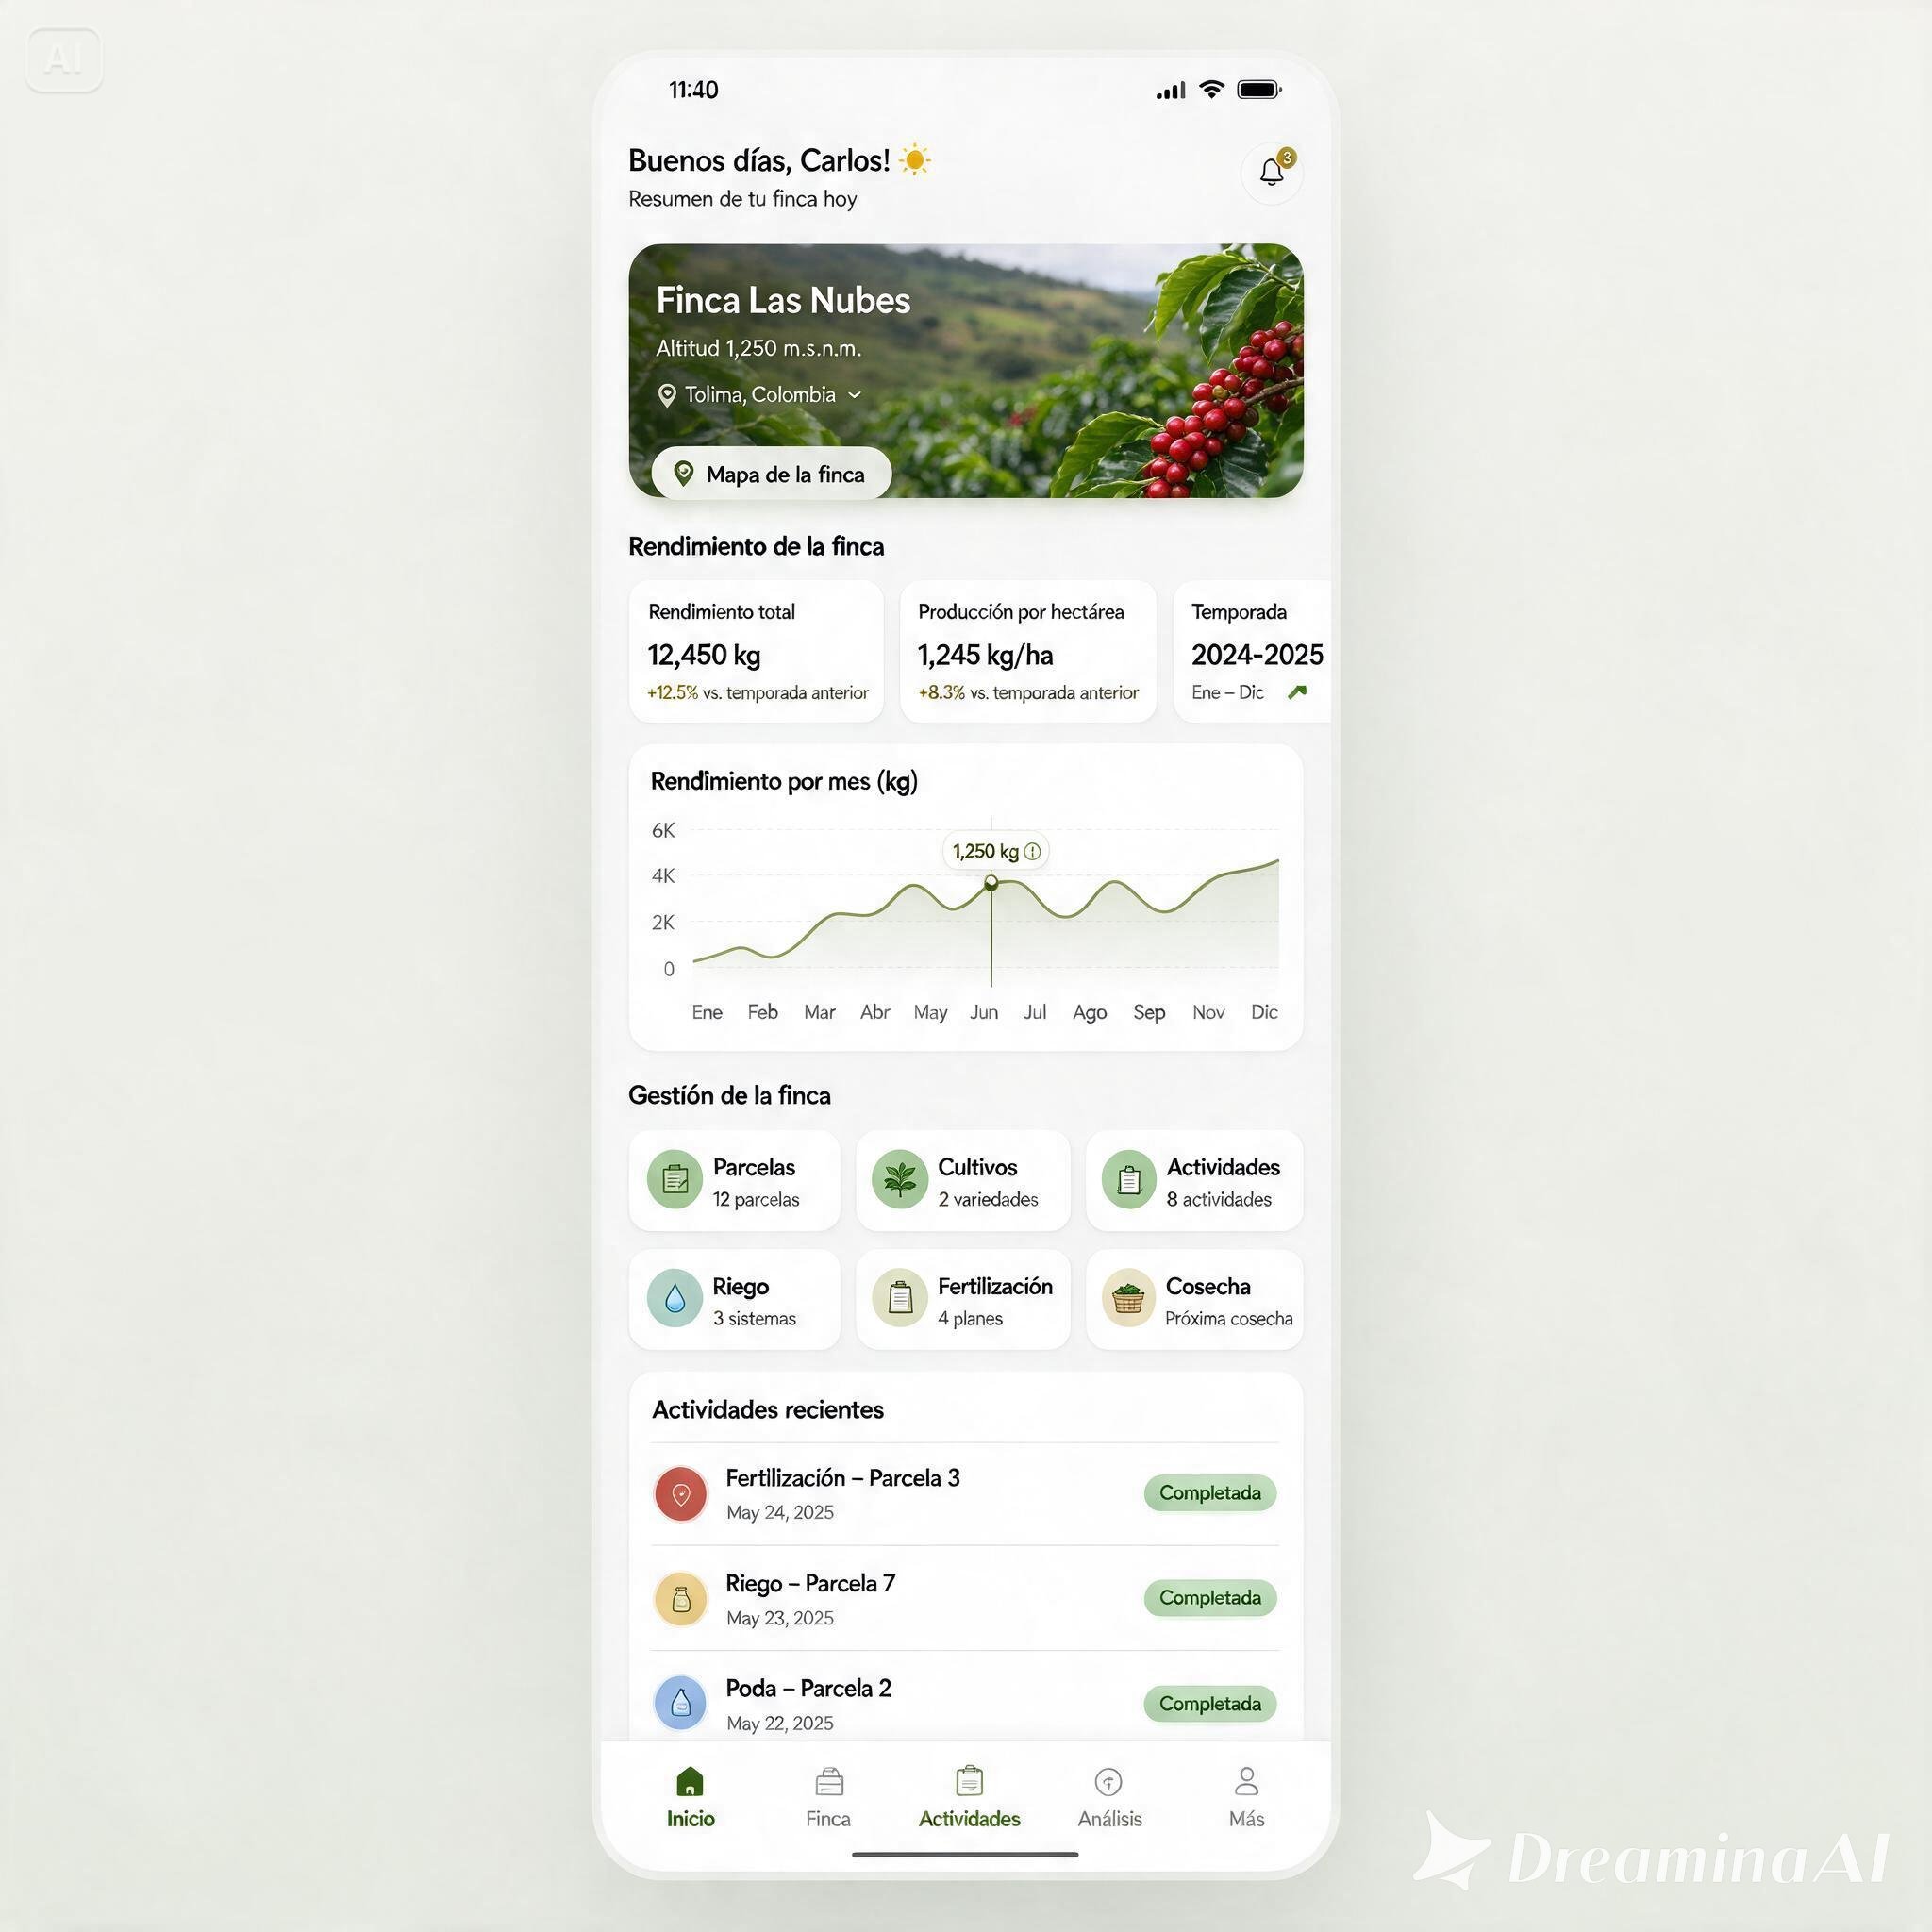 AI
11:40
Buenos días, Carlos!
3
Resumen de tu finca hoy
Finca Las Nubes
Altitud 1,250 m.s.n.m.
Tolima, Colombia
Mapa de la finca
Rendimiento de la finca
Rendimiento total
12,450 kg
+12.5% vs. temporada anterior
Producción por hectárea
1,245 kg/ha
+8.3% vs. temporada anterior
Temporada
2024-2025
Ene – Dic
Rendimiento por mes (kg)
6K
4K
2K
0
1,250 kg
Ene Feb Mar Abr May Jun Jul Ago Sep Nov Dic
Gestión de la finca
Parcelas
12 parcelas
Cultivos
2 variedades
Actividades
8 actividades
Riego
3 sistemas
Fertilización
4 planes
Cosecha
Próxima cosecha
Actividades recientes
Fertilización – Parcela 3
May 24, 2025
Completada
Riego – Parcela 7
May 23, 2025
Completada
Poda – Parcela 2
May 22, 2025
Completada
Inicio
Finca
Actividades
Análisis
Más
DreaminaAI